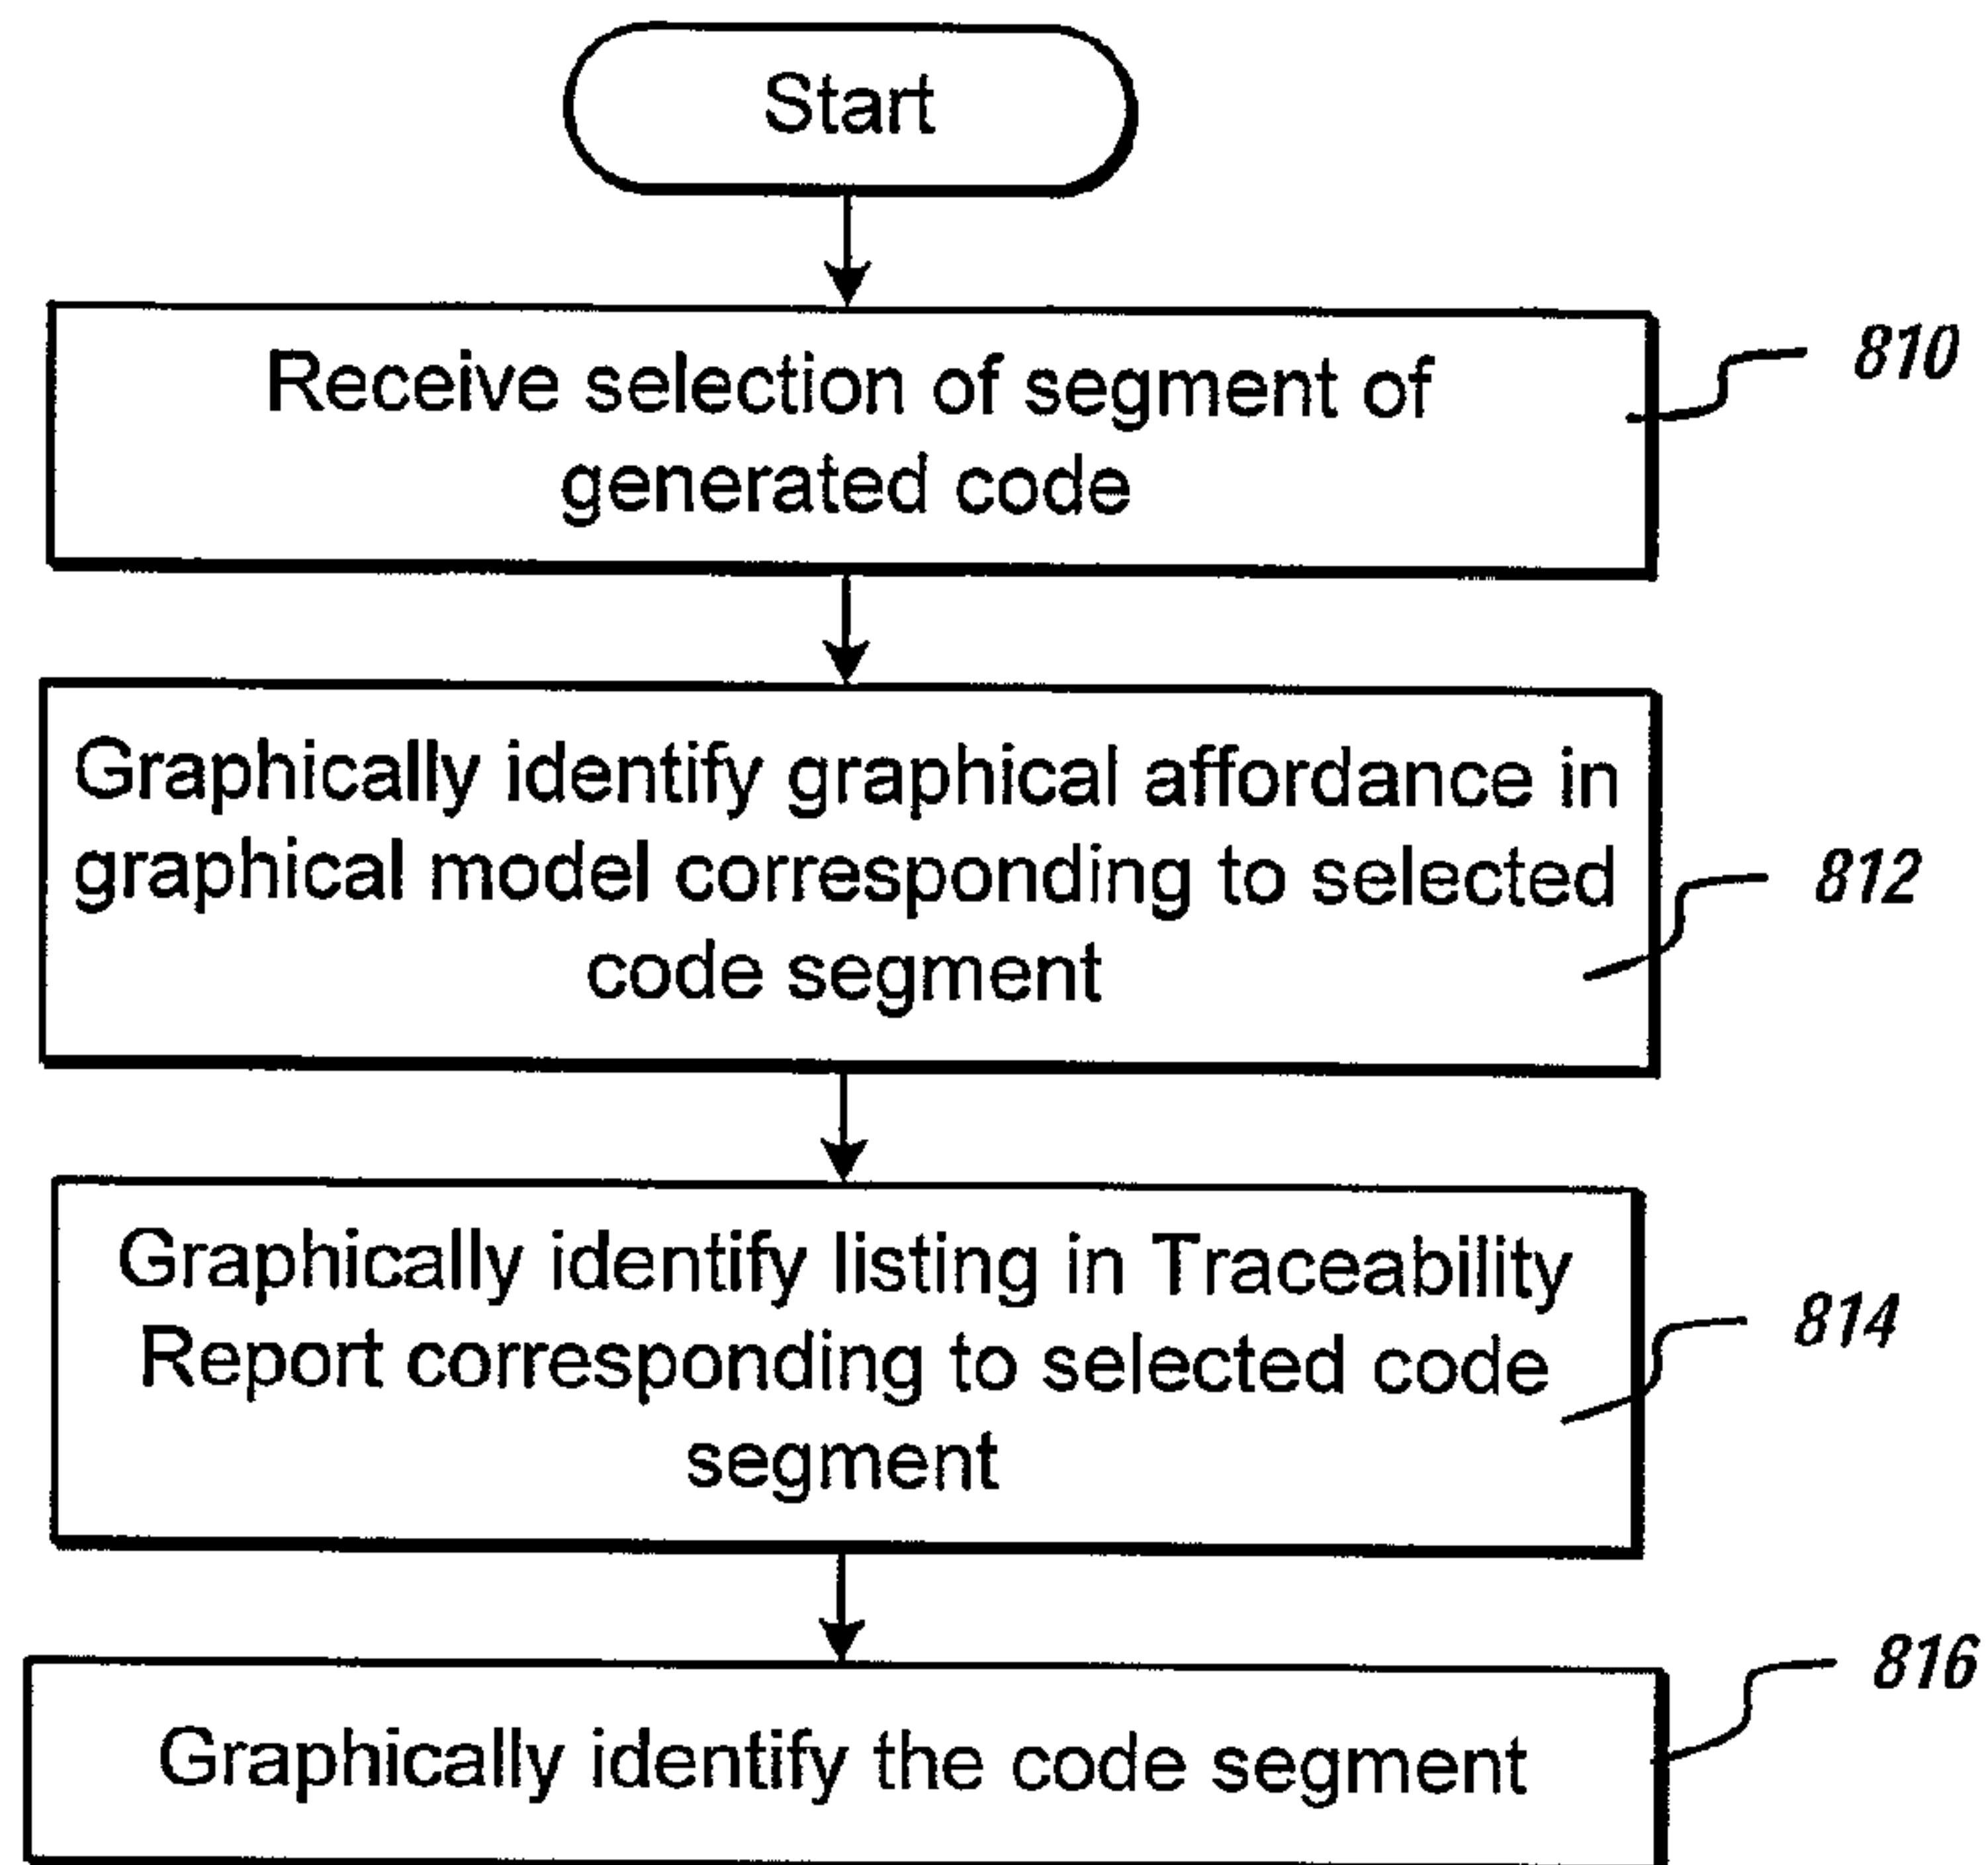 Start
Receive selection of segment of
generated code
810
Graphically identify graphical affordance in
graphical model corresponding to selected
code segment
812
Graphically identify listing in Traceability
Report corresponding to selected code
segment
814
Graphically identify the code segment
816